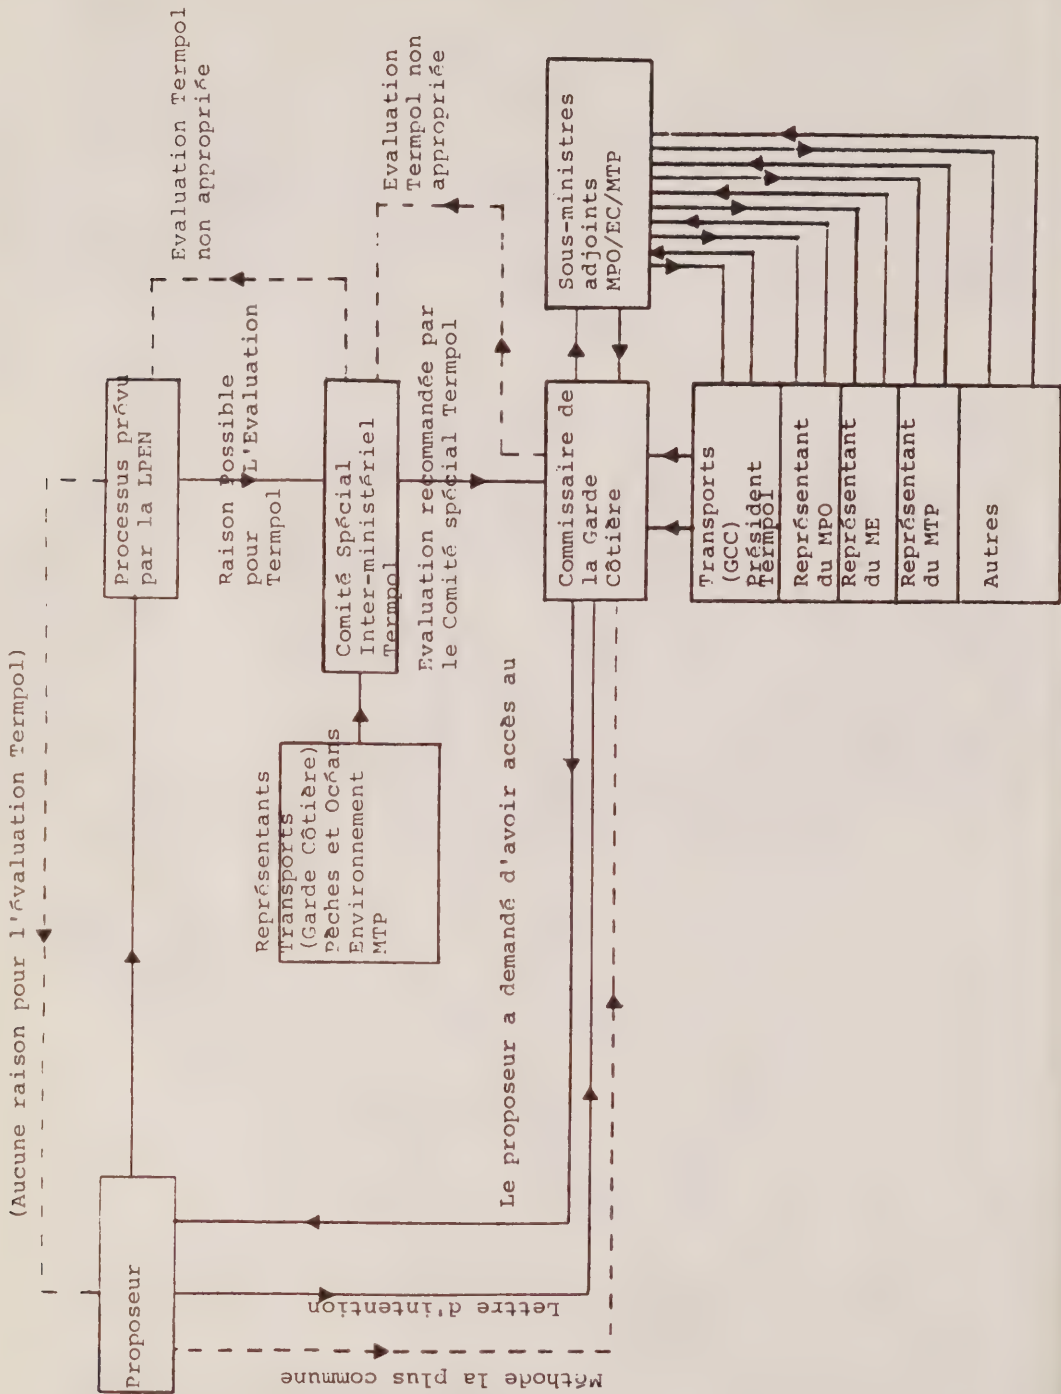 (Aucune raison pour l'évaluation Termpol)
Proposeur
Processus prévu
par la LPEN
Evaluation Termpol
non appropriée
Raison Possible
pour L'Evaluation
Termpol
Représentants
Transports
(Garde Côtière)
Pêches et Océans
Environnement
MTP
Comité Spécial
Inter-ministériel
Termpol
Evaluation
Termpol non
appropriée
Evaluation recommandée par
le Comité spécial Termpol
Le proposeur a demandé d'avoir accès au
Lettre d'intention
Méthode la plus commune
Commissaire de
la Garde
Côtière
Sous-ministres
adjoints
MPO/EC/MTP
Transports
(GCC)
Président
Termpol
Représentant
du MPO
Représentant
du ME
Représentant
du MTP
Autres